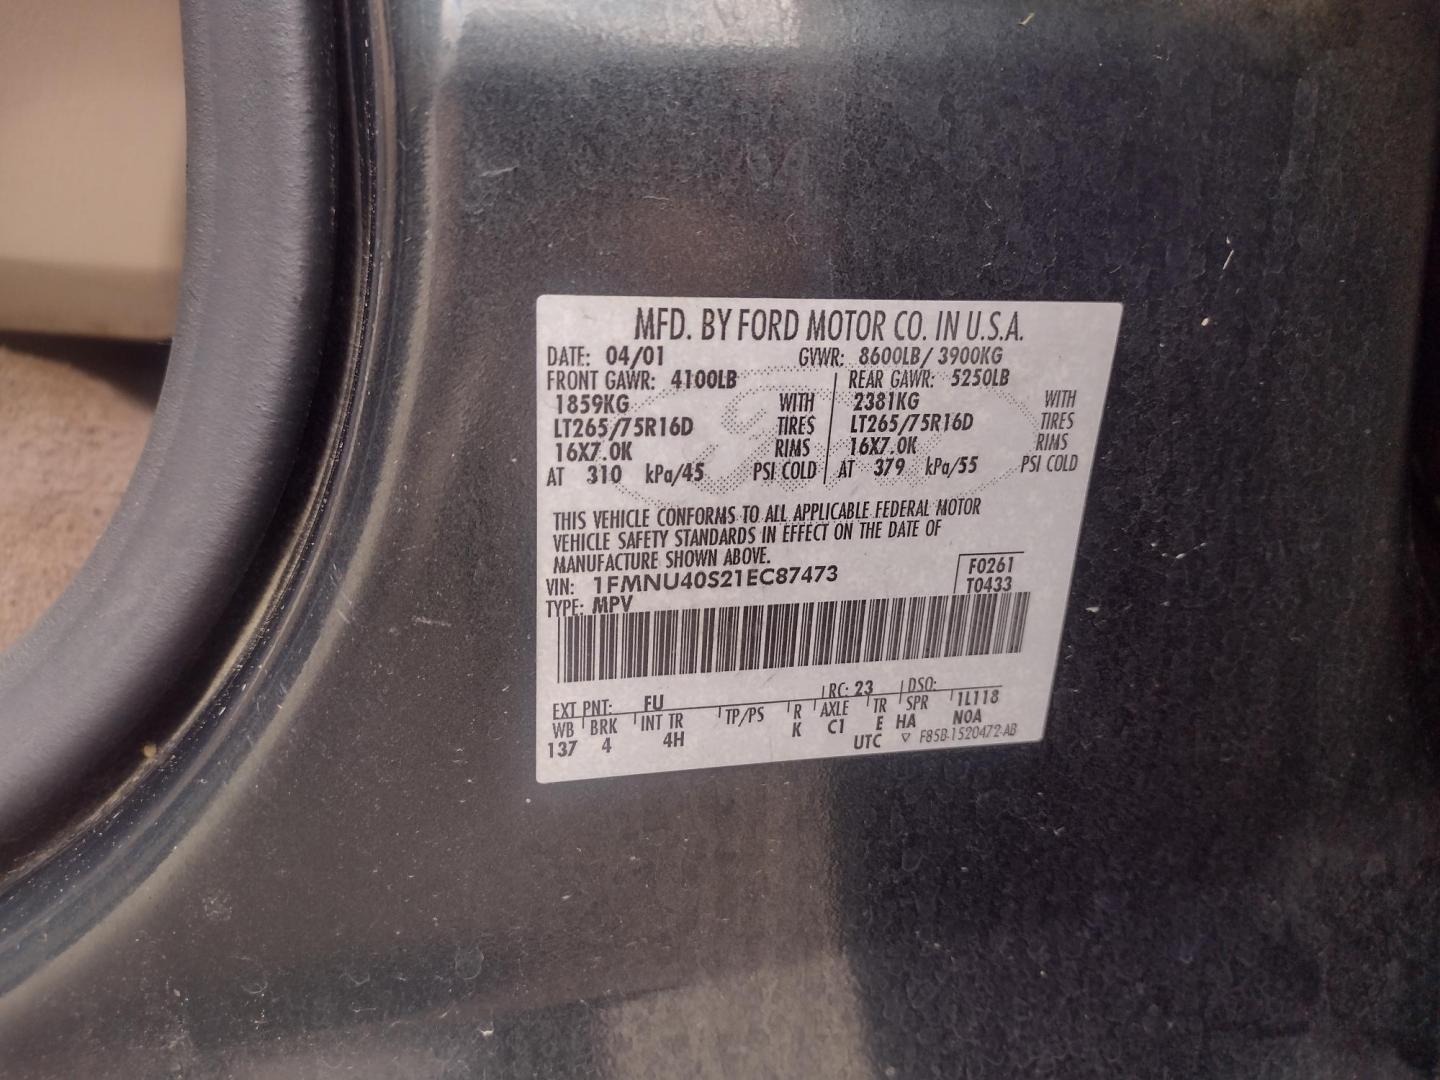 MFD. BY FORD MOTOR CO. IN U.S.A.
DATE: 04/01 GVWR: 8600LB/ 3900KG
FRONT GAWR: 4100LB REAR GAWR: 5250LB
1859KG WITH 2381KG WITH
LT265/75R16D TIRES LT265/75R16D TIRES
16X7.0K RIMS 16X7.0K RIMS
AT 310 kPa/45 PSI COLD AT 379 kPa/55 PSI COLD
THIS VEHICLE CONFORMS TO ALL APPLICABLE FEDERAL MOTOR
VEHICLE SAFETY STANDARDS IN EFFECT ON THE DATE OF
MANUFACTURE SHOWN ABOVE.
VIN: 1FMNU40S21EC87473 F0261
TYPE: MPV T0433
EXT PNT: FU RC: 23 DSO:
WB BRK INT TR TP/PS R AXLE TR SPR 1L118
137 4 4H K C1 E HA NOA
UTC ▽ F85B-1520472-AB